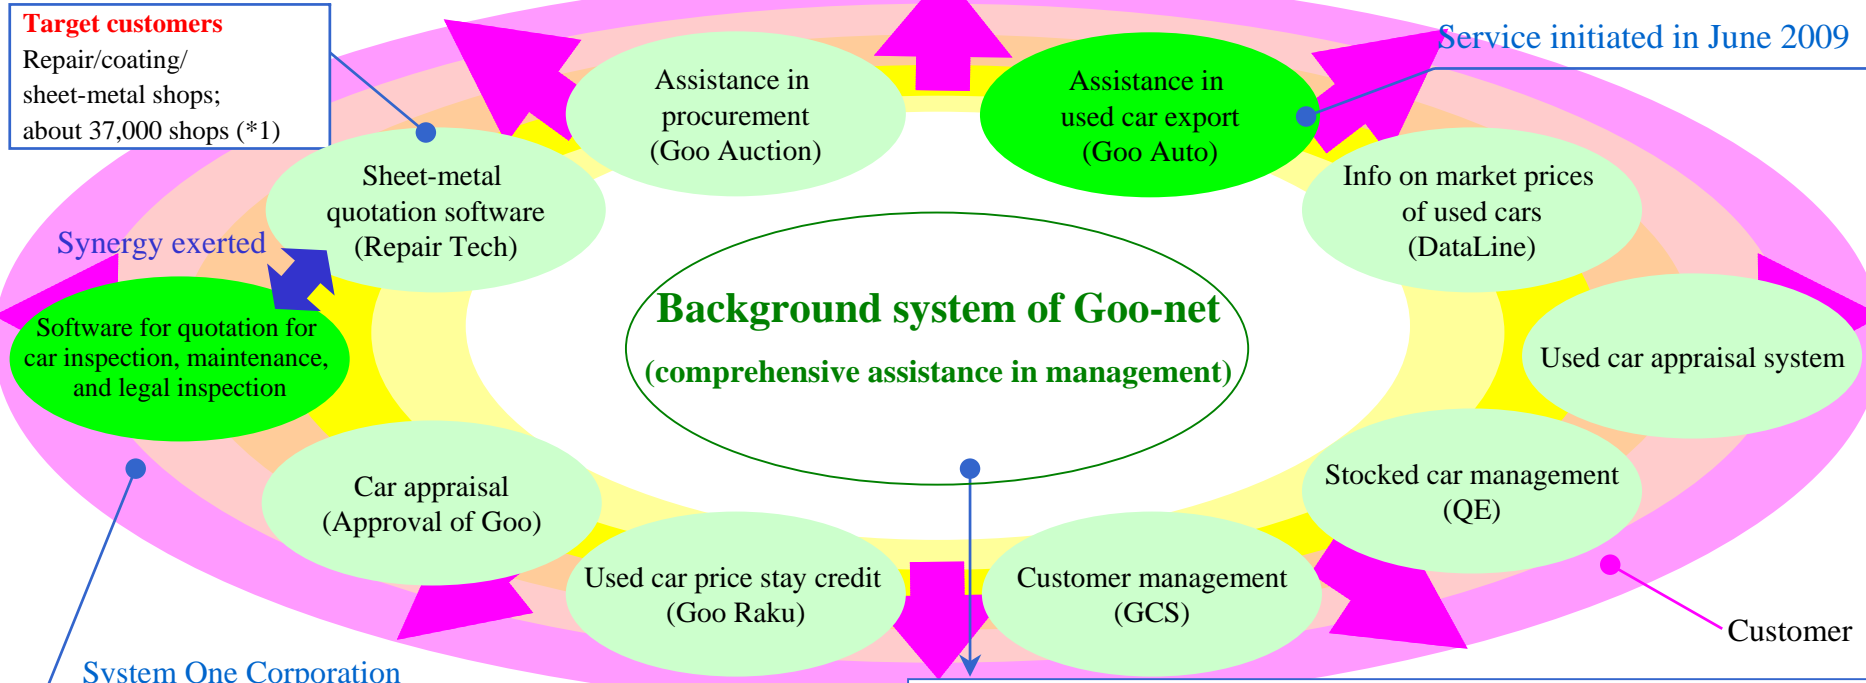 Target customers
Repair/coating/
sheet-metal shops;
about 37,000 shops (*1)
Service initiated in June 2009
Assistance in
procurement
(Goo Auction)
Assistance in
used car export
(Goo Auto)
Sheet-metal
quotation software
(Repair Tech)
Info on market prices
of used cars
(DataLine)
Synergy exerted
Background system of Goo-net
(comprehensive assistance in management)
Software for quotation for
car inspection, maintenance,
and legal inspection
Used car appraisal system
Car appraisal
(Approval of Goo)
Stocked car management
(QE)
Used car price stay credit
(Goo Raku)
Customer management
(GCS)
Customer
System One Corporation